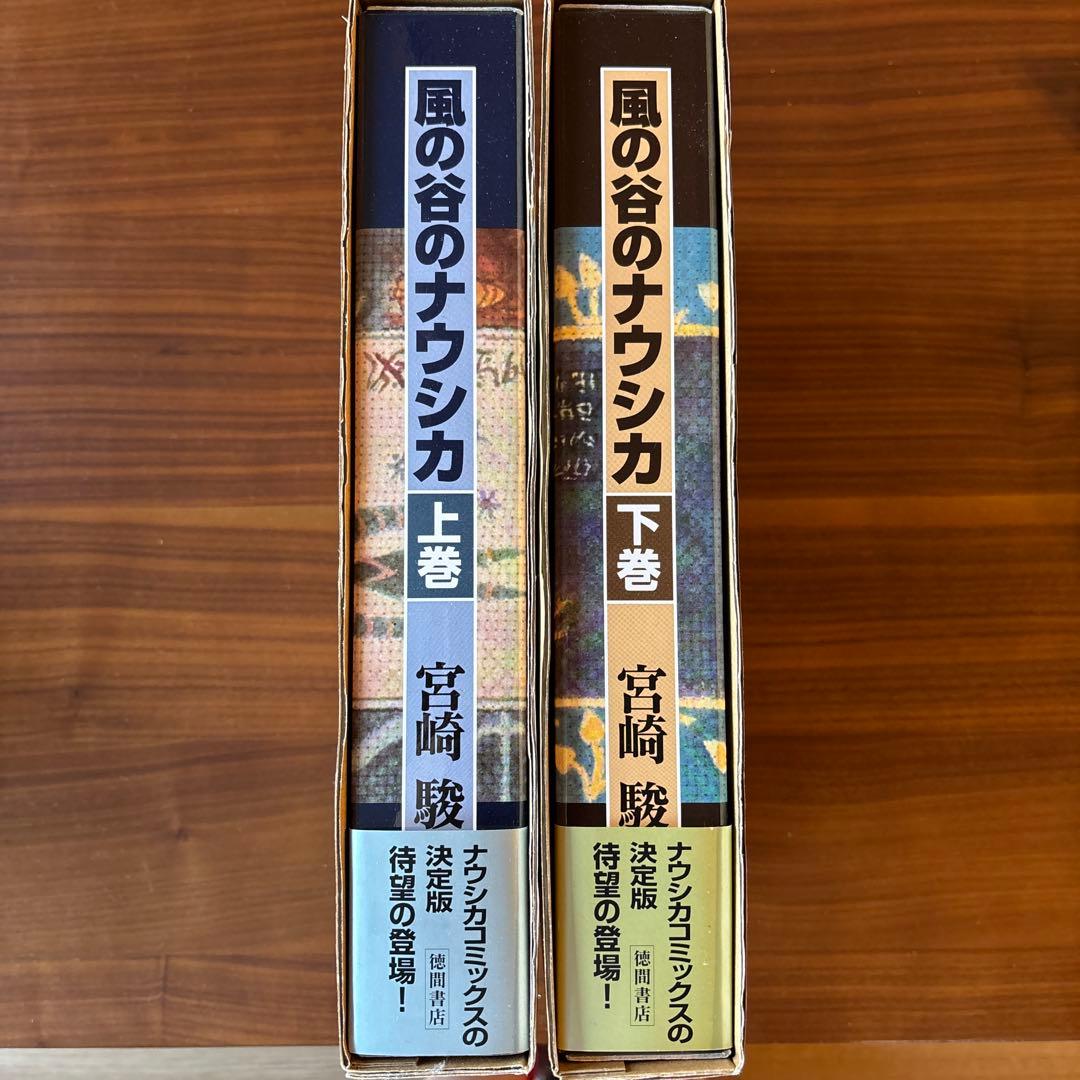 風の谷のナウシカ
上巻
宮崎 駿
ナウシカコミックスの
決定版
待望の登場!
徳間書店
風の谷のナウシカ
下巻
宮崎 駿
ナウシカコミックスの
決定版
待望の登場!
徳間書店